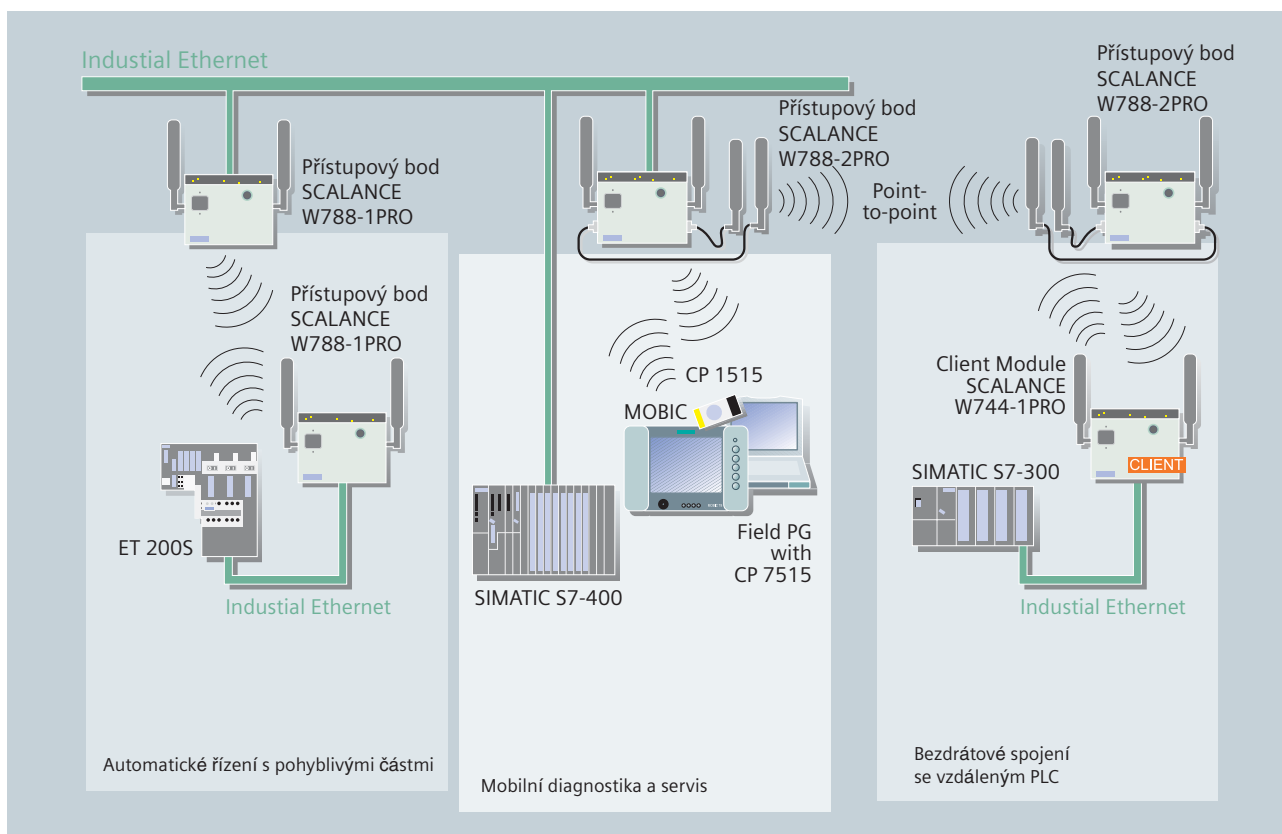 Industial Ethernet
Přístupový bod
SCALANCE
W788-1PRO
Přístupový bod
SCALANCE
W788-1PRO
ET 200S
Industial Ethernet
Automatické řízení s pohyblivými částmi
Přístupový bod
SCALANCE
W788-2PRO
Point-
to-point
CP 1515
MOBIC
Field PG
with
CP 7515
SIMATIC S7-400
Mobilní diagnostika a servis
Přístupový bod
SCALANCE
W788-2PRO
Client Module
SCALANCE
W744-1PRO
CLIENT
SIMATIC S7-300
Industial Ethernet
Bezdrátové spojení
se vzdáleným PLC